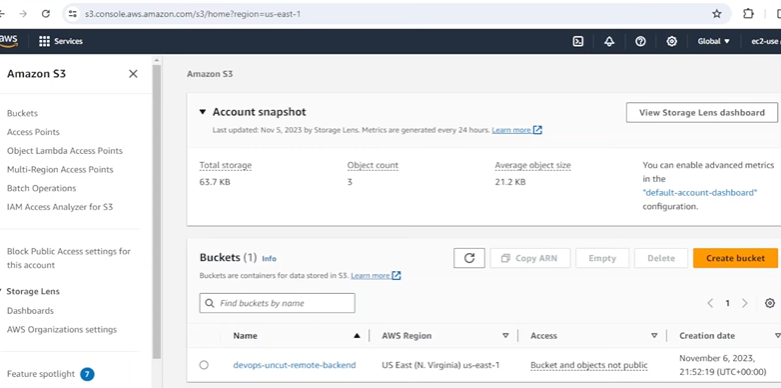 s3.console.aws.amazon.com/s3/home?region=us-east-1
aws
Services
Global
ec2-use
Amazon S3
Buckets
Access Points
Object Lambda Access Points
Multi-Region Access Points
Batch Operations
IAM Access Analyzer for S3
Block Public Access settings for
this account
Storage Lens
Dashboards
AWS Organizations settings
Feature spotlight 7
Amazon S3
Account snapshot
View Storage Lens dashboard
Last updated: Nov 5, 2023 by Storage Lens. Metrics are generated every 24 hours. Learn more
Total storage
63.7 KB
Object count
3
Average object size
21.2 KB
You can enable advanced metrics
in the
"default-account-dashboard"
configuration.
Buckets (1) Info
Copy ARN
Empty
Delete
Create bucket
Buckets are containers for data stored in S3. Learn more
Find buckets by name
1
Name
AWS Region
Access
Creation date
devops-uncut-remote-backend
US East (N. Virginia) us-east-1
Bucket and objects not public
November 6, 2023,
21:52:19 (UTC+00:00)